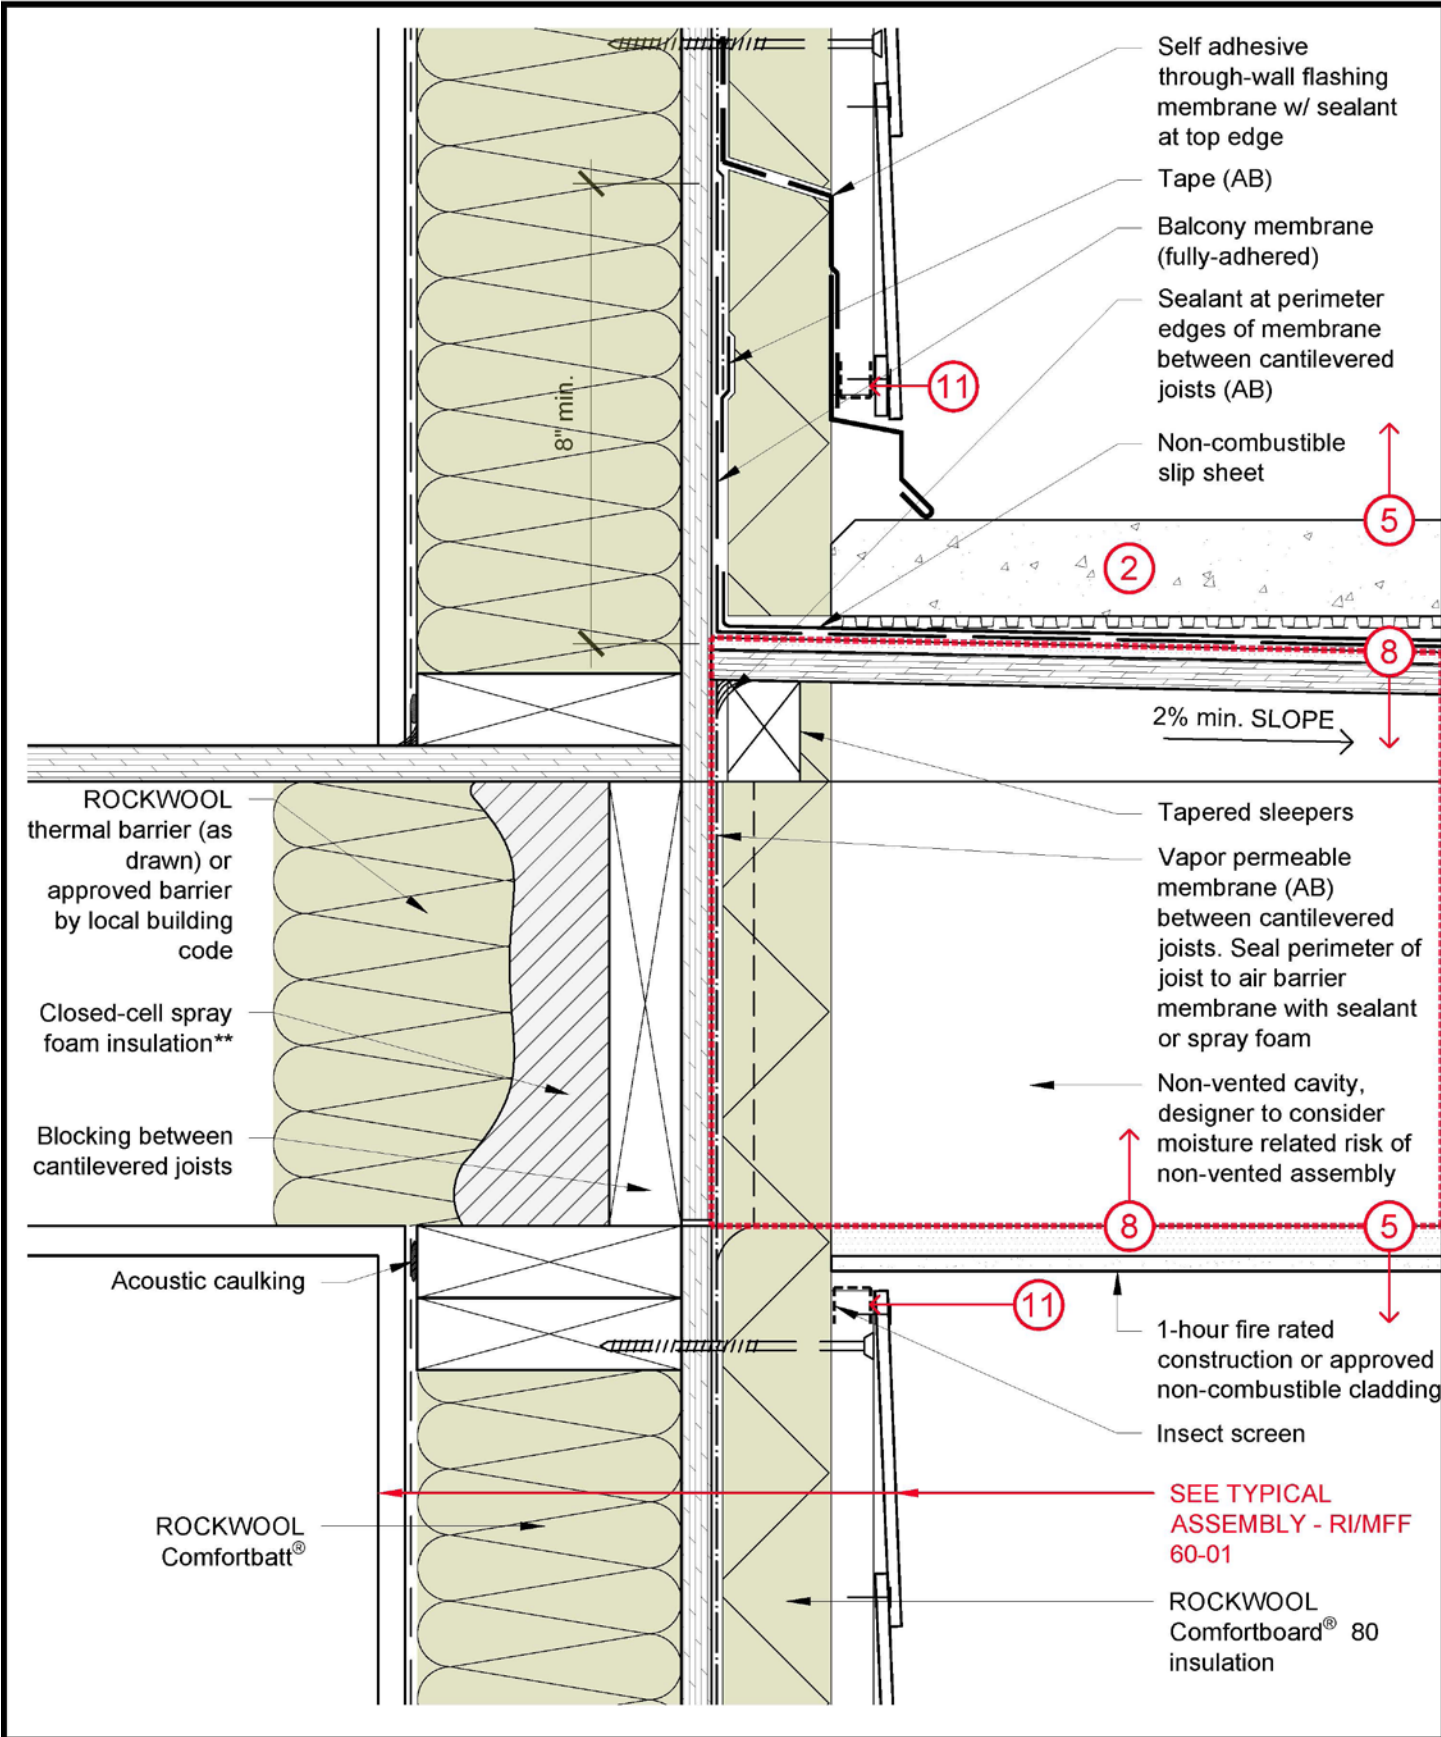 Self adhesive
through-wall flashing
membrane w/ sealant
at top edge
Tape (AB)
Balcony membrane
(fully-adhered)
Sealant at perimeter
edges of membrane
between cantilevered
joists (AB)
11
8" min.
Non-combustible
slip sheet
5
2
8
2% min. SLOPE
ROCKWOOL
thermal barrier (as
drawn) or
approved barrier
by local building
code
Closed-cell spray
foam insulation**
Blocking between
cantilevered joists
Tapered sleepers
Vapor permeable
membrane (AB)
between cantilevered
joists. Seal perimeter of
joist to air barrier
membrane with sealant
or spray foam
Non-vented cavity,
designer to consider
moisture related risk of
non-vented assembly
8
5
Acoustic caulking
11
1-hour fire rated
construction or approved
non-combustible cladding
Insect screen
SEE TYPICAL
ASSEMBLY - RI/MFF
60-01
ROCKWOOL
Comfortbatt®
ROCKWOOL
Comfortboard® 80
insulation